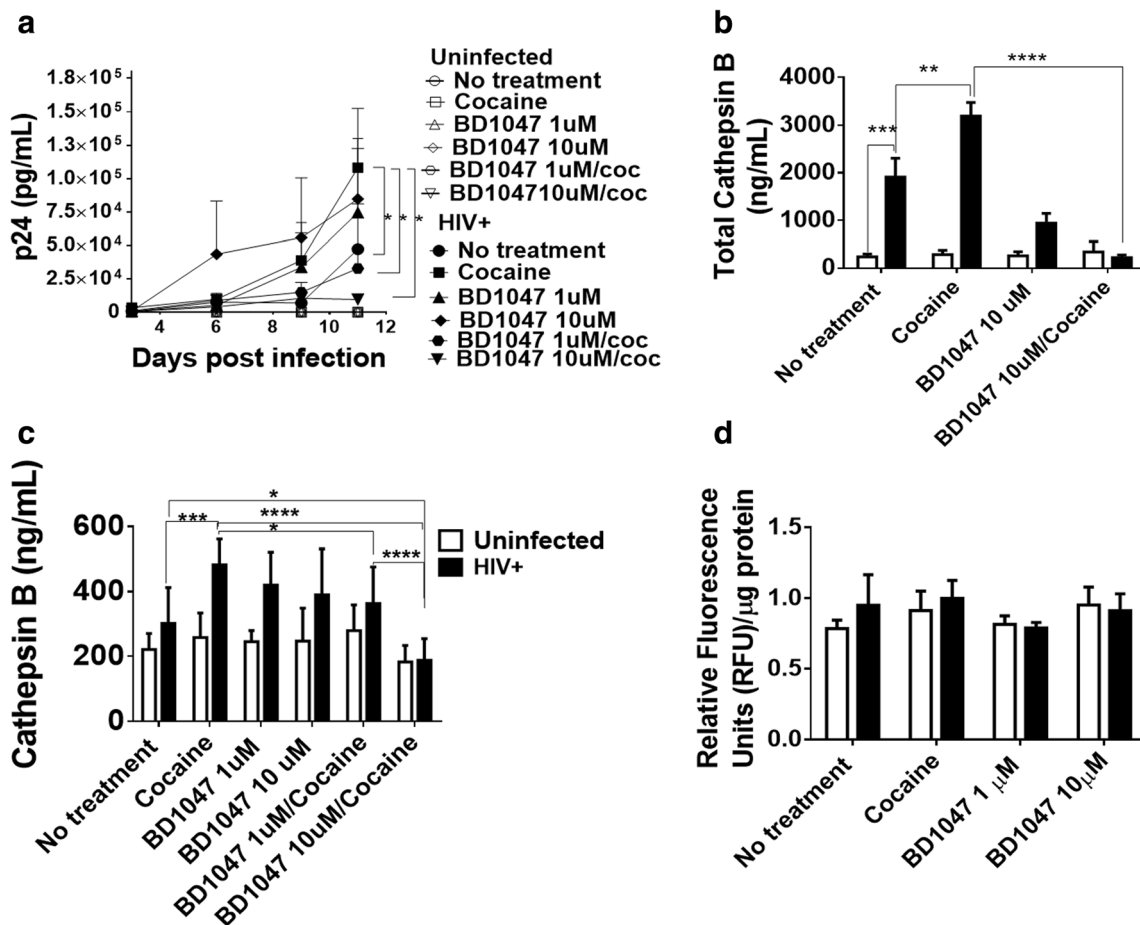 a
p24 (pg/mL)
1.8×10⁵
1.5×10⁵
1.3×10⁵
1.0×10⁵
7.5×10⁴
5.0×10⁴
2.5×10⁴
0
4 6 8 10 12
Days post infection
* * *
Uninfected
No treatment
Cocaine
BD1047 1uM
BD1047 10uM
BD1047 1uM/coc
BD104710uM/coc
HIV+
No treatment
Cocaine
BD1047 1uM
BD1047 10uM
BD1047 1uM/coc
BD1047 10uM/coc
b
Total Cathepsin B
(ng/mL)
4000
3000
2000
1000
0
***
**
****
No treatment
Cocaine
BD1047 10 uM
BD1047 10uM/Cocaine
c
Cathepsin B (ng/mL)
600
400
200
0
*
***
****
*
****
Uninfected
HIV+
No treatment
Cocaine
BD1047 1uM
BD1047 10 uM
BD1047 1uM/Cocaine
BD1047 10uM/Cocaine
d
Relative Fluorescence
Units (RFU)/μg protein
1.5
1.0
0.5
0.0
No treatment
Cocaine
BD1047 1 μM
BD1047 10μM